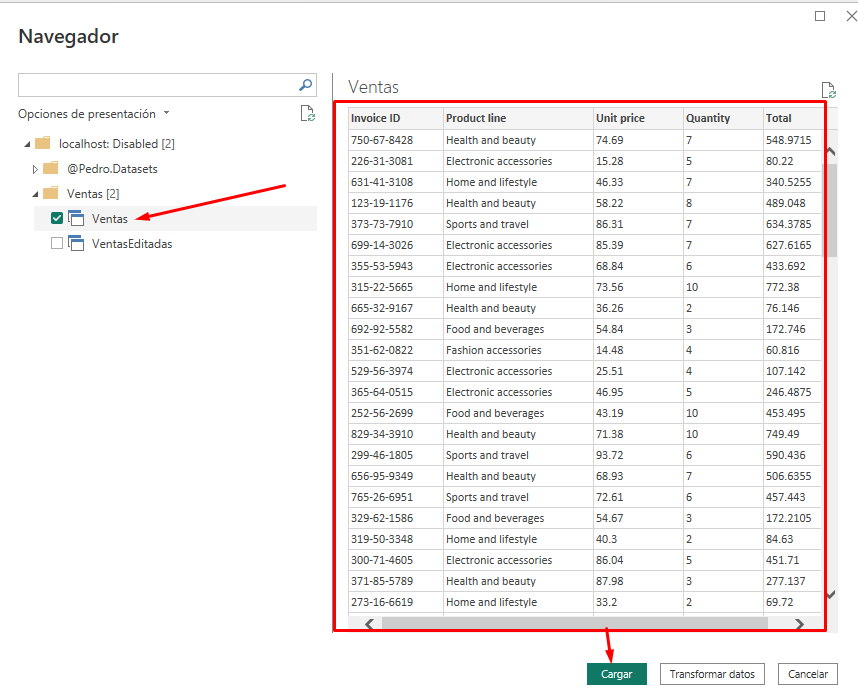 Navegador
Opciones de presentación
localhost: Disabled [2]
@Pedro.Datasets
Ventas [2]
Ventas
VentasEditadas
Ventas
Invoice ID Product line Unit price Quantity Total
750-67-8428 Health and beauty 74.69 7 548.9715
226-31-3081 Electronic accessories 15.28 5 80.22
631-41-3108 Home and lifestyle 46.33 7 340.5255
123-19-1176 Health and beauty 58.22 8 489.048
373-73-7910 Sports and travel 86.31 7 634.3785
699-14-3026 Electronic accessories 85.39 7 627.6165
355-53-5943 Electronic accessories 68.84 6 433.692
315-22-5665 Home and lifestyle 73.56 10 772.38
665-32-9167 Health and beauty 36.26 2 76.146
692-92-5582 Food and beverages 54.84 3 172.746
351-62-0822 Fashion accessories 14.48 4 60.816
529-56-3974 Electronic accessories 25.51 4 107.142
365-64-0515 Electronic accessories 46.95 5 246.4875
252-56-2699 Food and beverages 43.19 10 453.495
829-34-3910 Health and beauty 71.38 10 749.49
299-46-1805 Sports and travel 93.72 6 590.436
656-95-9349 Health and beauty 68.93 7 506.6355
765-26-6951 Sports and travel 72.61 6 457.443
329-62-1586 Food and beverages 54.67 3 172.2105
319-50-3348 Home and lifestyle 40.3 2 84.63
300-71-4605 Electronic accessories 86.04 5 451.71
371-85-5789 Health and beauty 87.98 3 277.137
273-16-6619 Home and lifestyle 33.2 2 69.72
Cargar Transformar datos Cancelar